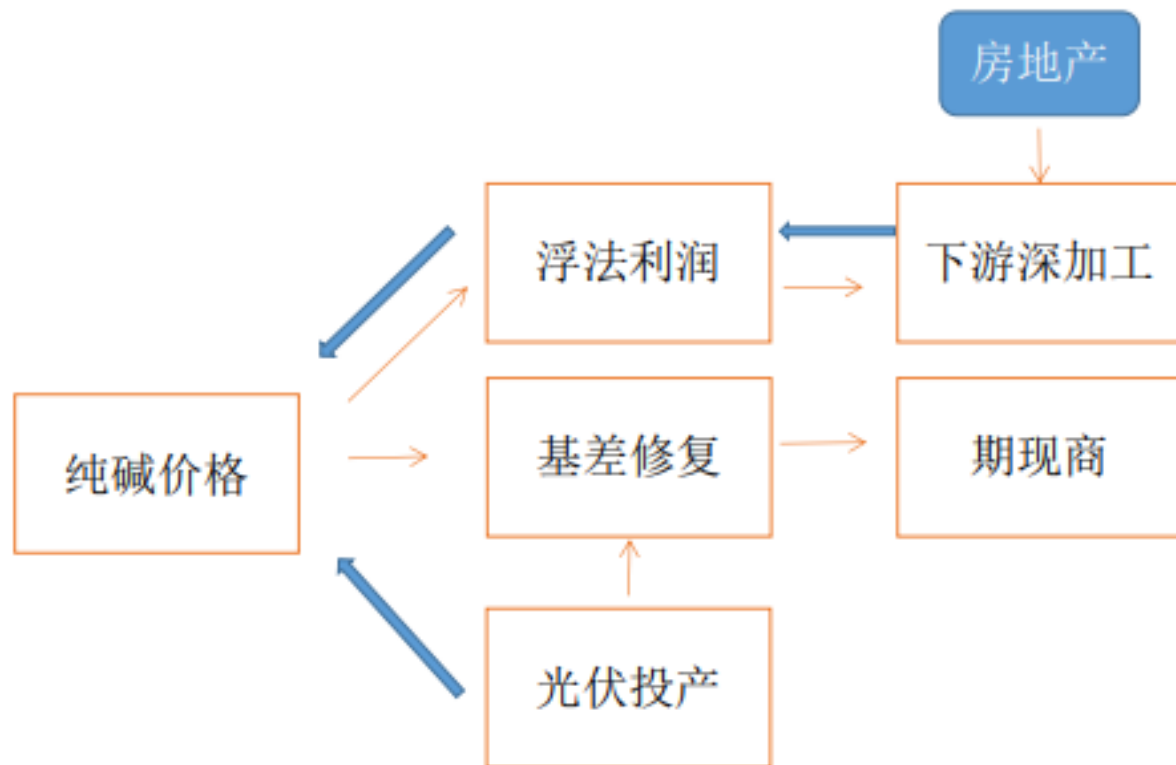 房地产
浮法利润
下游深加工
纯碱价格
基差修复
期现商
光伏投产